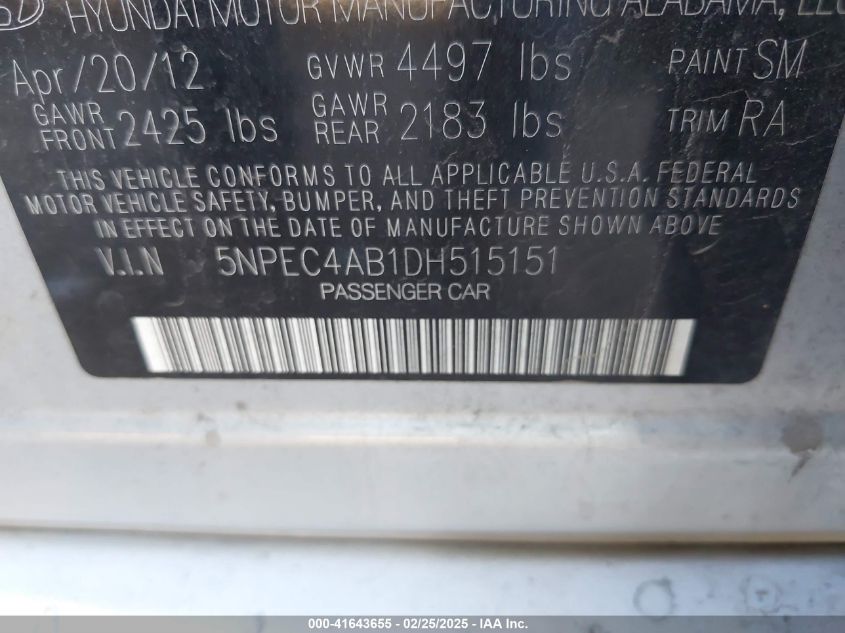 HYUNDAI MOTOR MANUFACTURING ALABAMA, LLC
Apr/20/12 GVWR 4497 lbs PAINT SM
GAWR FRONT 2425 lbs GAWR REAR 2183 lbs TRIM RA
THIS VEHICLE CONFORMS TO ALL APPLICABLE U.S.A. FEDERAL
MOTOR VEHICLE SAFETY, BUMPER, AND THEFT PREVENTION STANDARDS
IN EFFECT ON THE DATE OF MANUFACTURE SHOWN ABOVE
V.I.N 5NPEC4AB1DH515151
PASSENGER CAR
000-41643655 - 02/25/2025 - IAA Inc.